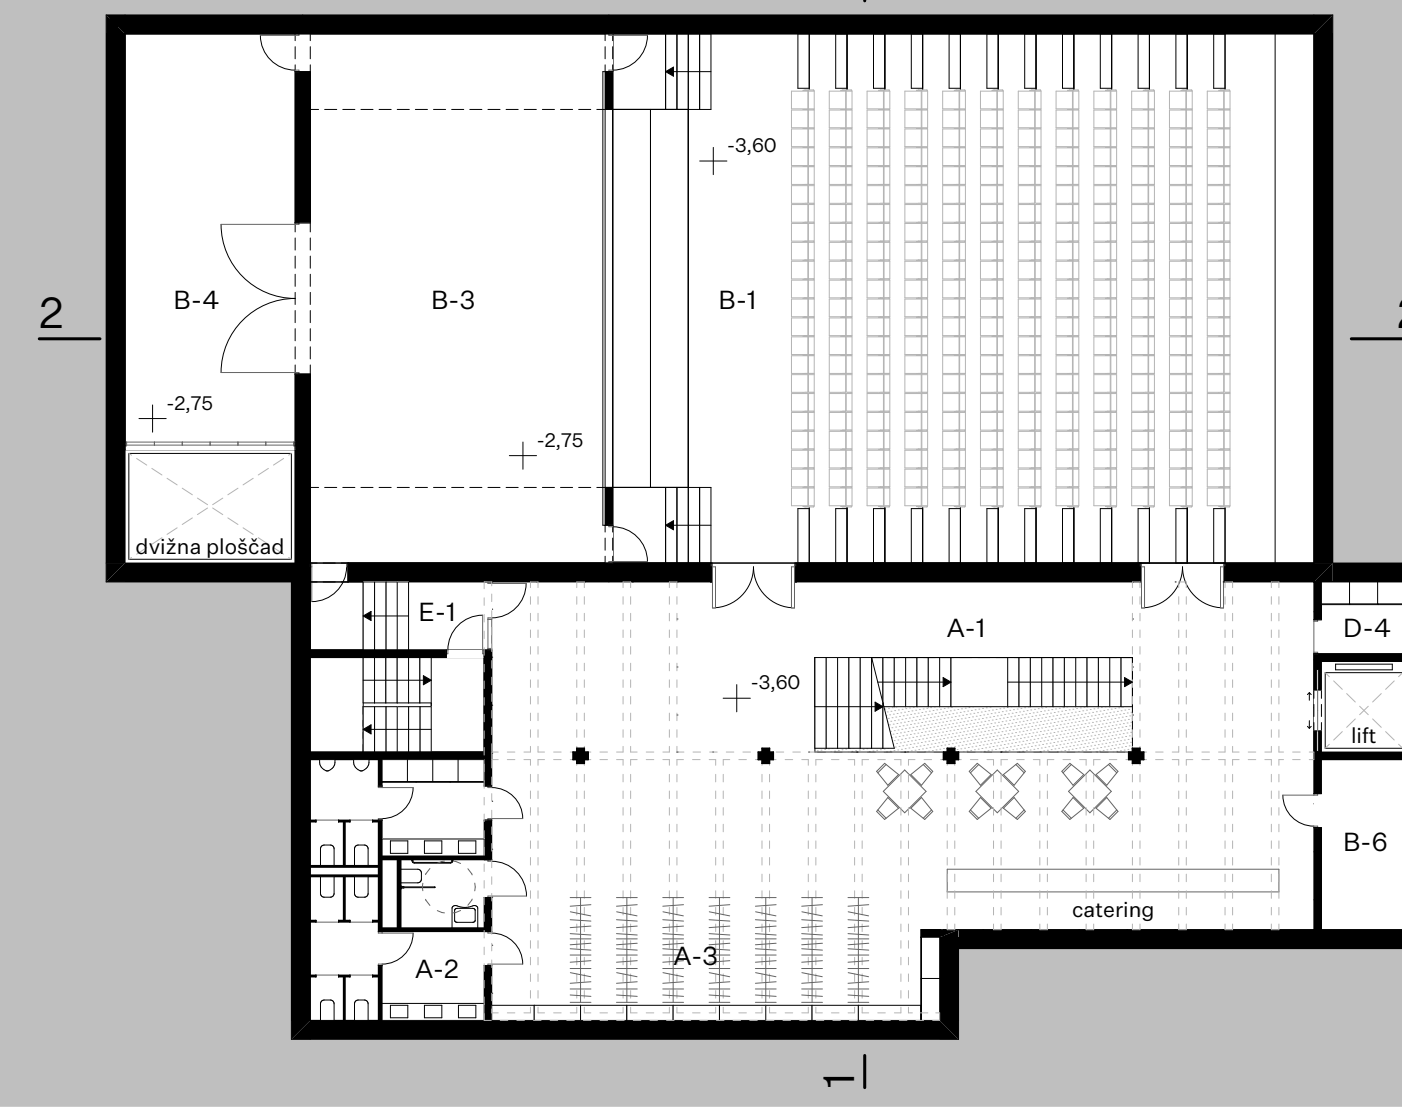 -3,60
B-4
B-3
B-1
2
-2,75
-2,75
dvižna ploščad
E-1
A-1
D-4
-3,60
lift
B-6
catering
A-3
A-2
1